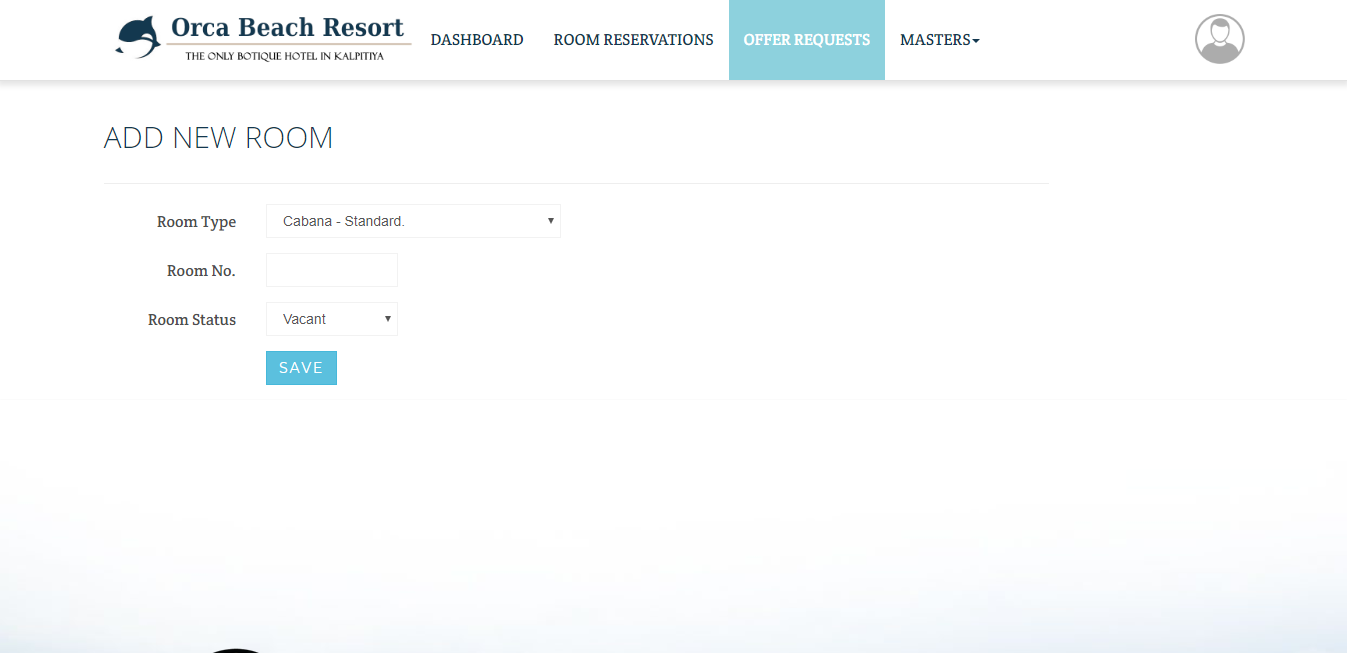 Orca Beach Resort
THE ONLY BOTIQUE HOTEL IN KALPITIYA
DASHBOARD
ROOM RESERVATIONS
OFFER REQUESTS
MASTERS
ADD NEW ROOM
Room Type
Cabana - Standard.
Room No.
Room Status
Vacant
SAVE